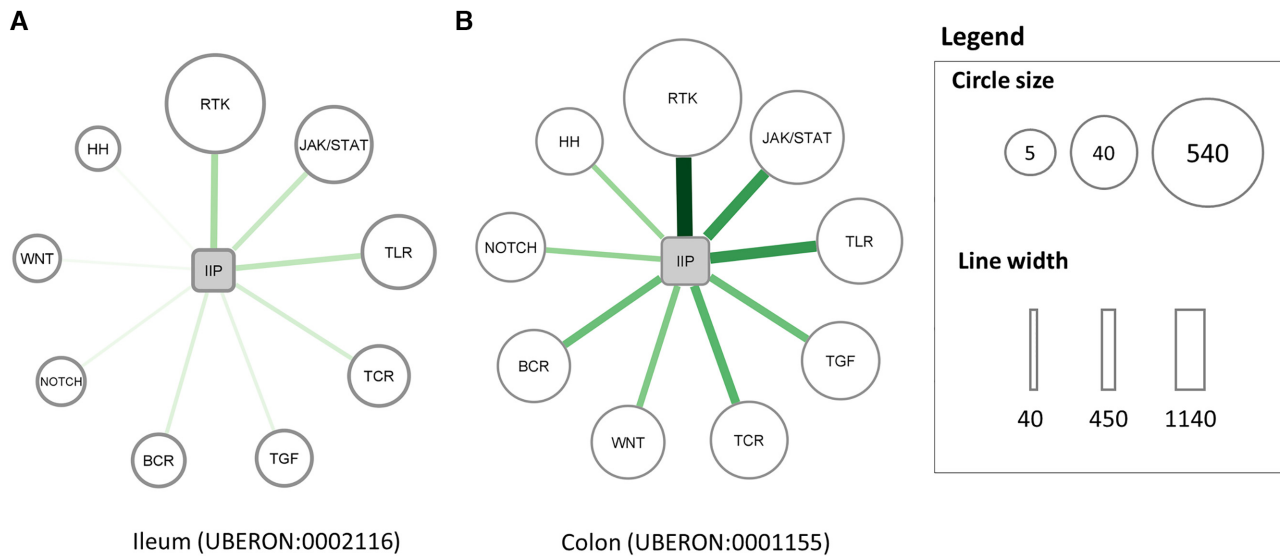 A
RTK
JAK/STAT
HH
TLR
WNT
IIP
NOTCH
TCR
BCR
TGF
Ileum (UBERON:0002116)
B
RTK
JAK/STAT
HH
TLR
NOTCH
IIP
BCR
TGF
WNT
TCR
Colon (UBERON:0001155)
Legend
Circle size
5 40 540
Line width
40 450 1140